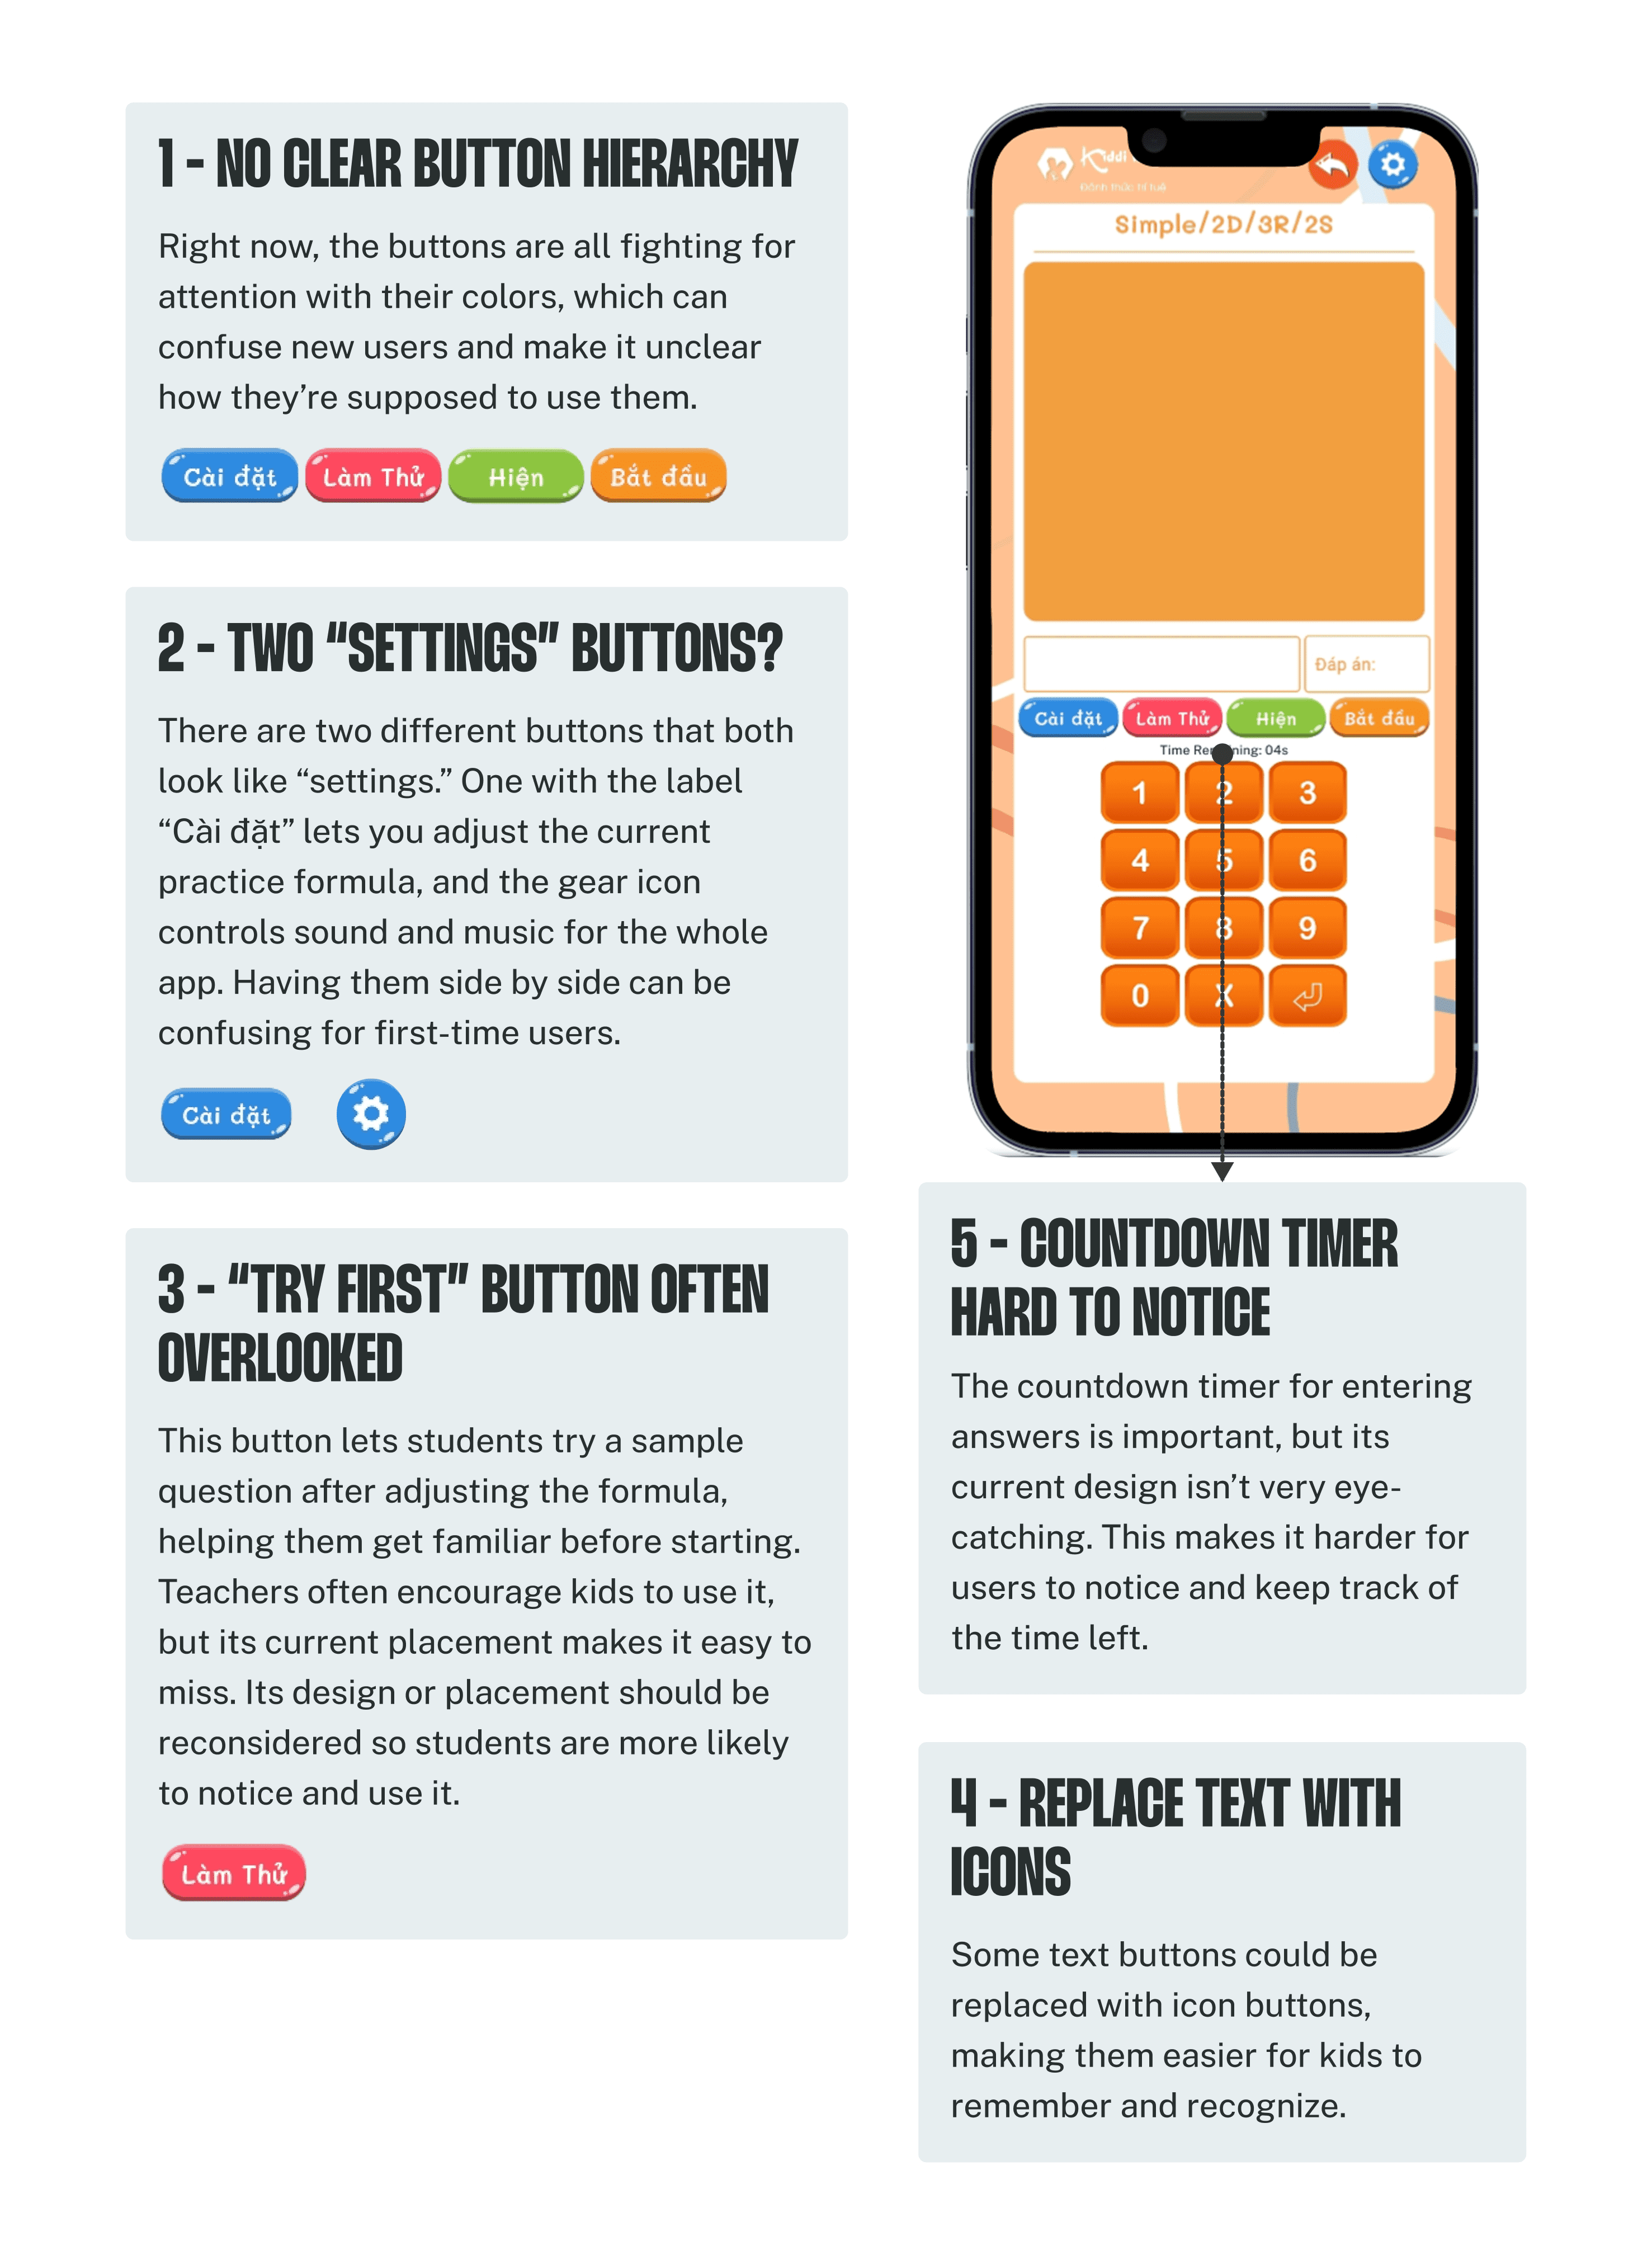 1 - NO CLEAR BUTTON HIERARCHY
Right now, the buttons are all fighting for
attention with their colors, which can
confuse new users and make it unclear
how they’re supposed to use them.
Cài đặt Làm Thử Hiện Bắt đầu
2 - TWO “SETTINGS” BUTTONS?
There are two different buttons that both
look like “settings.” One with the label
“Cài đặt” lets you adjust the current
practice formula, and the gear icon
controls sound and music for the whole
app. Having them side by side can be
confusing for first-time users.
Cài đặt
3 - “TRY FIRST” BUTTON OFTEN
OVERLOOKED
This button lets students try a sample
question after adjusting the formula,
helping them get familiar before starting.
Teachers often encourage kids to use it,
but its current placement makes it easy to
miss. Its design or placement should be
reconsidered so students are more likely
to notice and use it.
Làm Thử
Kiddi
Đánh thức trí tuệ
Simple/2D/3R/2S
Đáp án:
Cài đặt Làm Thử Hiện Bắt đầu
Time Remaining: 04s
1 2 3
4 5 6
7 8 9
0 X
5 - COUNTDOWN TIMER
HARD TO NOTICE
The countdown timer for entering
answers is important, but its
current design isn’t very eye-
catching. This makes it harder for
users to notice and keep track of
the time left.
4 - REPLACE TEXT WITH
ICONS
Some text buttons could be
replaced with icon buttons,
making them easier for kids to
remember and recognize.